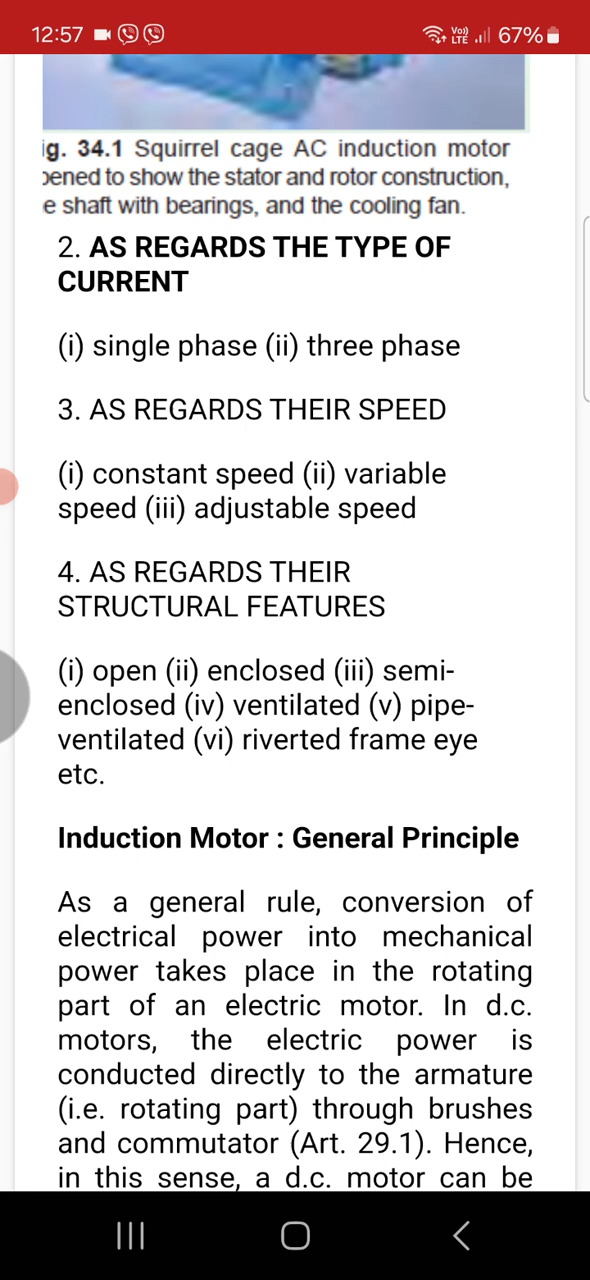 12:57
Vo)) LTE 67%
ig. 34.1 Squirrel cage AC induction motor
pened to show the stator and rotor construction,
e shaft with bearings, and the cooling fan.
2. AS REGARDS THE TYPE OF
CURRENT
(i) single phase (ii) three phase
3. AS REGARDS THEIR SPEED
(i) constant speed (ii) variable
speed (iii) adjustable speed
4. AS REGARDS THEIR
STRUCTURAL FEATURES
(i) open (ii) enclosed (iii) semi-
enclosed (iv) ventilated (v) pipe-
ventilated (vi) riverted frame eye
etc.
Induction Motor : General Principle
As a general rule, conversion of
electrical power into mechanical
power takes place in the rotating
part of an electric motor. In d.c.
motors, the electric power is
conducted directly to the armature
(i.e. rotating part) through brushes
and commutator (Art. 29.1). Hence,
in this sense, a d.c. motor can be